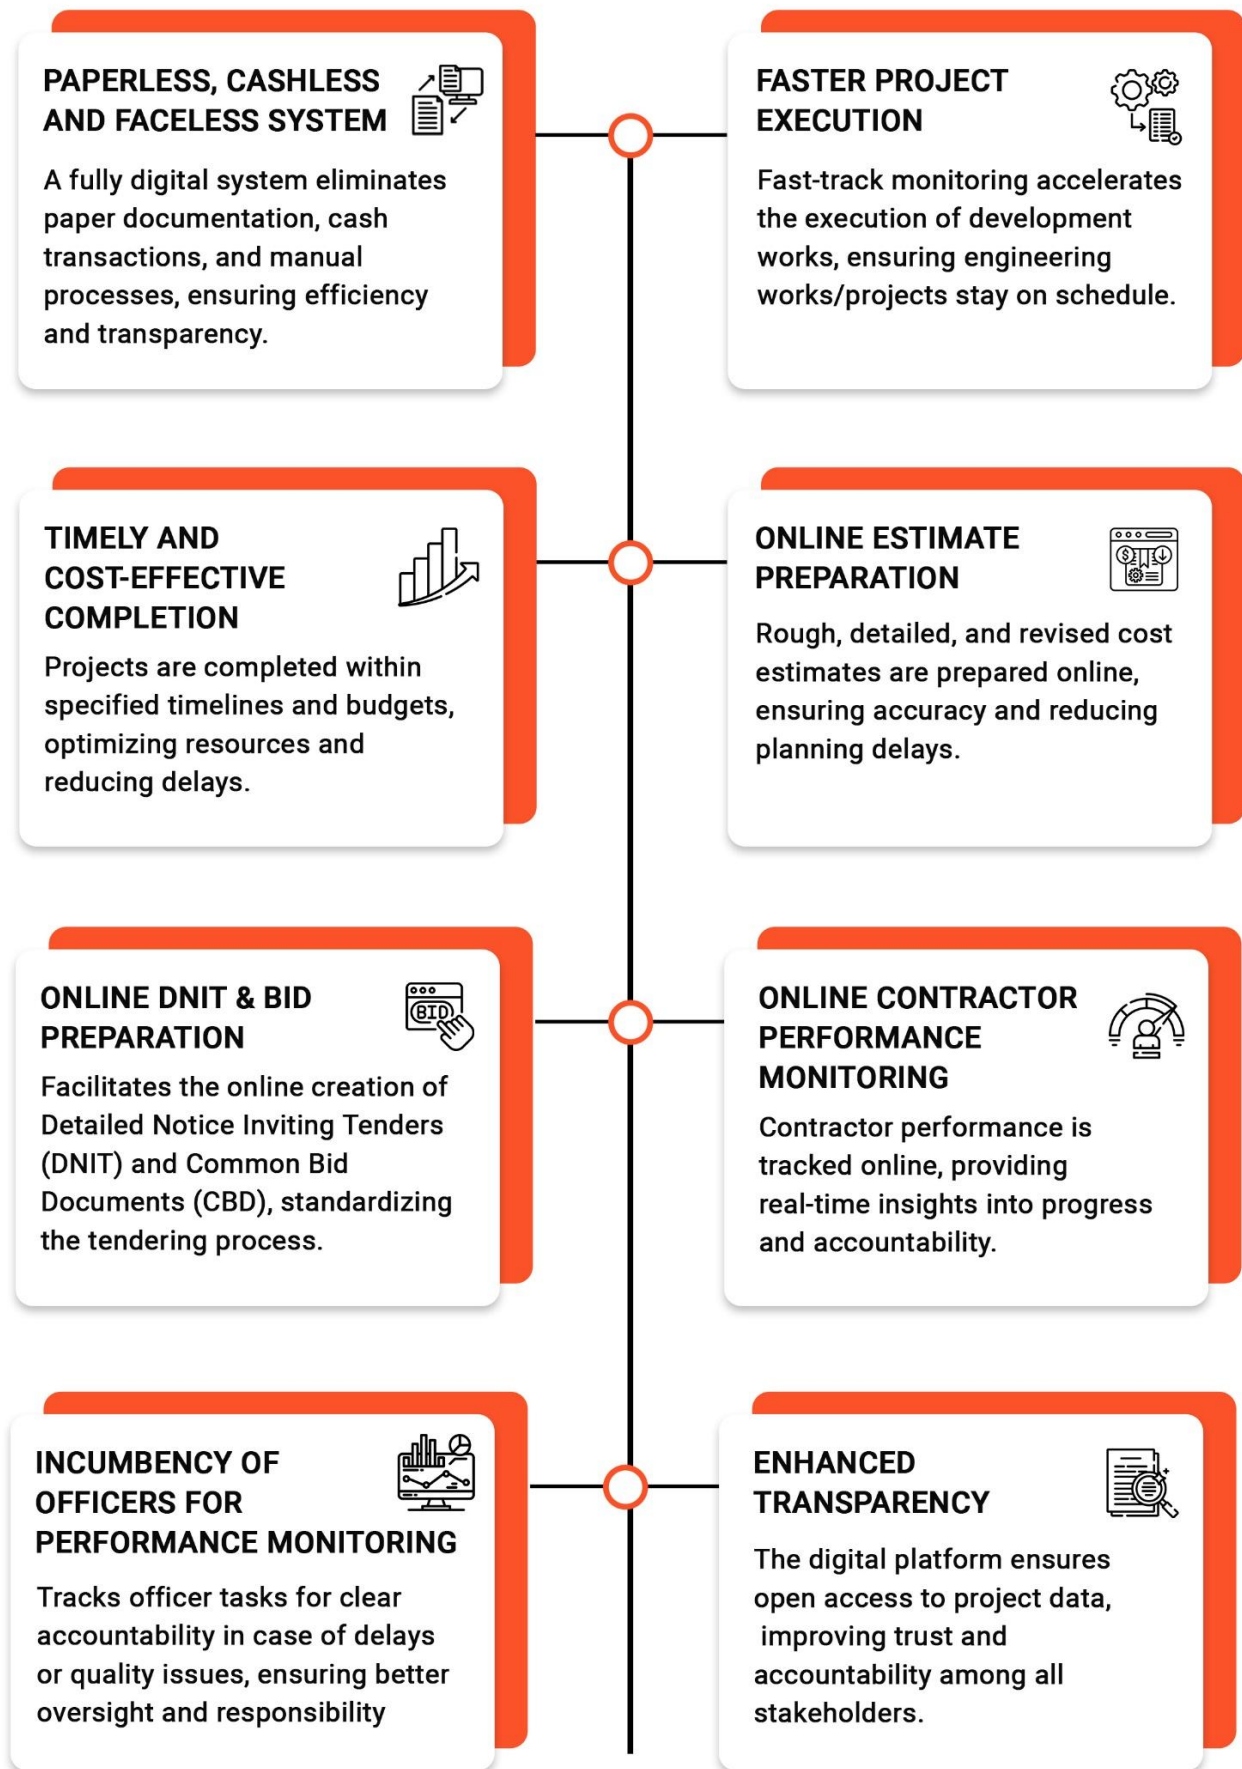 PAPERLESS, CASHLESS
AND FACELESS SYSTEM
A fully digital system eliminates
paper documentation, cash
transactions, and manual
processes, ensuring efficiency
and transparency.
FASTER PROJECT
EXECUTION
Fast-track monitoring accelerates
the execution of development
works, ensuring engineering
works/projects stay on schedule.
TIMELY AND
COST-EFFECTIVE
COMPLETION
Projects are completed within
specified timelines and budgets,
optimizing resources and
reducing delays.
ONLINE ESTIMATE
PREPARATION
Rough, detailed, and revised cost
estimates are prepared online,
ensuring accuracy and reducing
planning delays.
ONLINE DNIT & BID
PREPARATION
BID
Facilitates the online creation of
Detailed Notice Inviting Tenders
(DNIT) and Common Bid
Documents (CBD), standardizing
the tendering process.
ONLINE CONTRACTOR
PERFORMANCE
MONITORING
Contractor performance is
tracked online, providing
real-time insights into progress
and accountability.
INCUMBENCY OF
OFFICERS FOR
PERFORMANCE MONITORING
Tracks officer tasks for clear
accountability in case of delays
or quality issues, ensuring better
oversight and responsibility
ENHANCED
TRANSPARENCY
The digital platform ensures
open access to project data,
improving trust and
accountability among all
stakeholders.